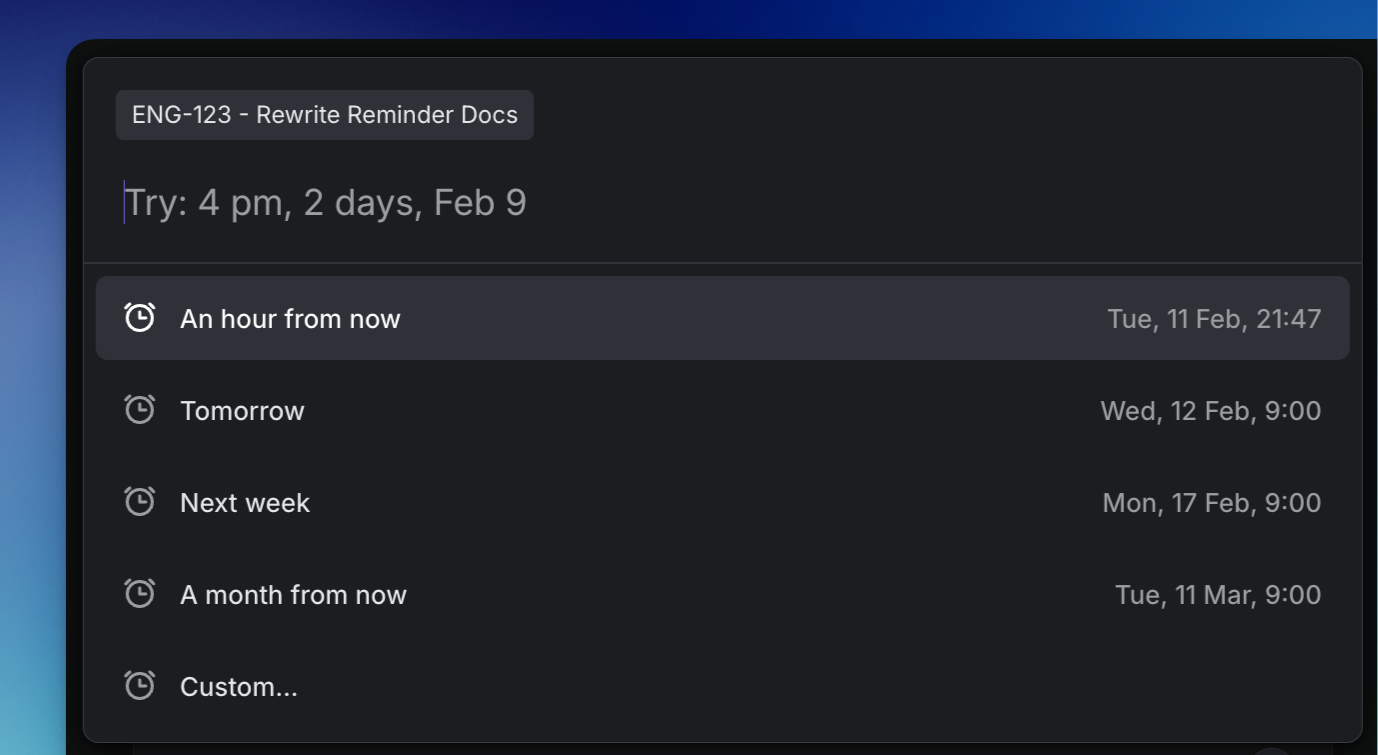 ENG-123 - Rewrite Reminder Docs
Try: 4 pm, 2 days, Feb 9
An hour from now Tue, 11 Feb, 21:47
Tomorrow Wed, 12 Feb, 9:00
Next week Mon, 17 Feb, 9:00
A month from now Tue, 11 Mar, 9:00
Custom...